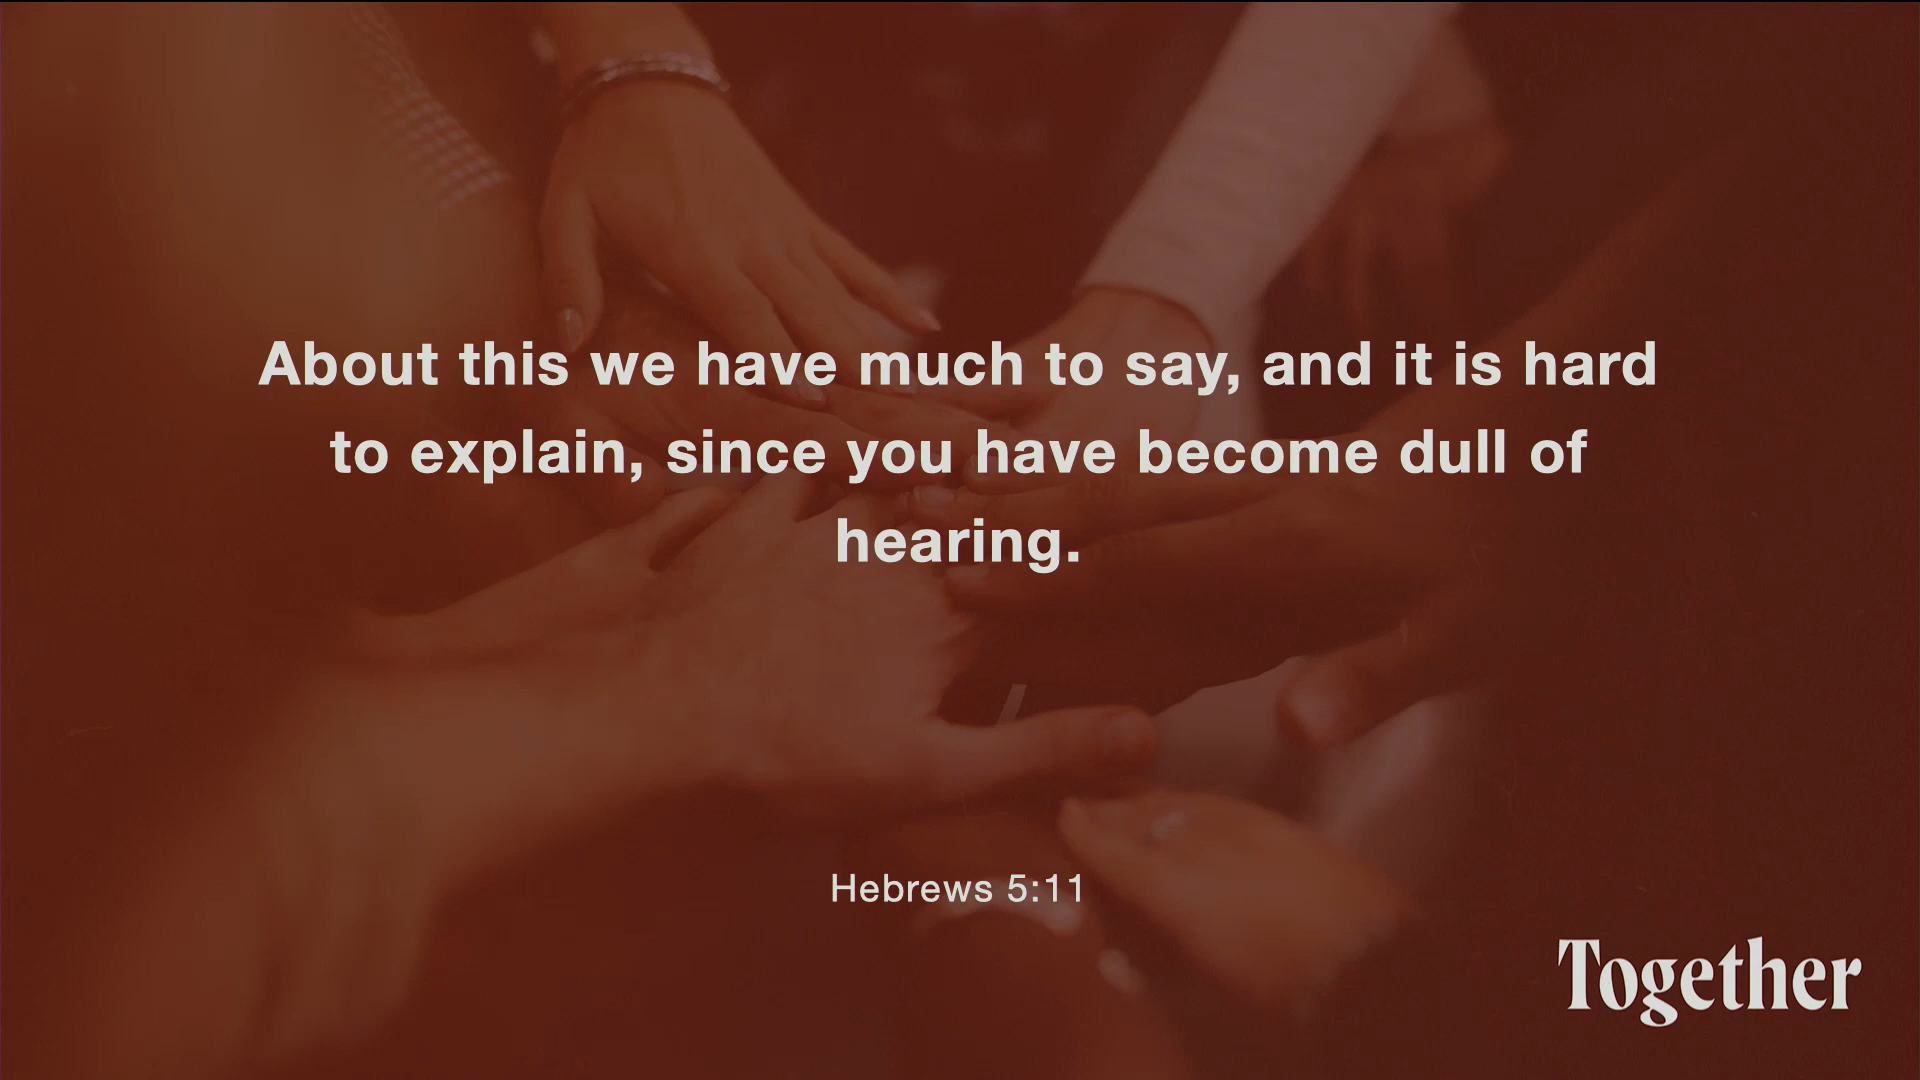 About this we have much to say, and it is hard
to explain, since you have become dull of
hearing.
Hebrews 5:11
Together